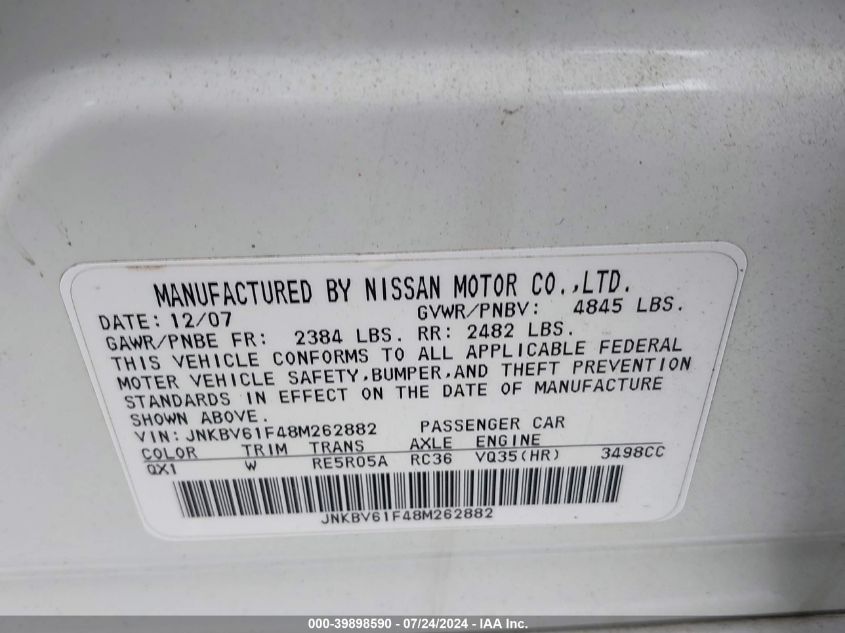 MANUFACTURED BY NISSAN MOTOR CO.,LTD.
DATE: 12/07 GVWR/PNBV: 4845 LBS.
GAWR/PNBE FR: 2384 LBS. RR: 2482 LBS.
THIS VEHICLE CONFORMS TO ALL APPLICABLE FEDERAL
MOTER VEHICLE SAFETY,BUMPER,AND THEFT PREVENTION
STANDARDS IN EFFECT ON THE DATE OF MANUFACTURE
SHOWN ABOVE.
VIN: JNKBV61F48M262882 PASSENGER CAR
COLOR TRIM TRANS AXLE ENGINE
QX1 W RE5R05A RC36 VQ35(HR) 3498CC
JNKBV61F48M262882
000-39898590 - 07/24/2024 - IAA Inc.